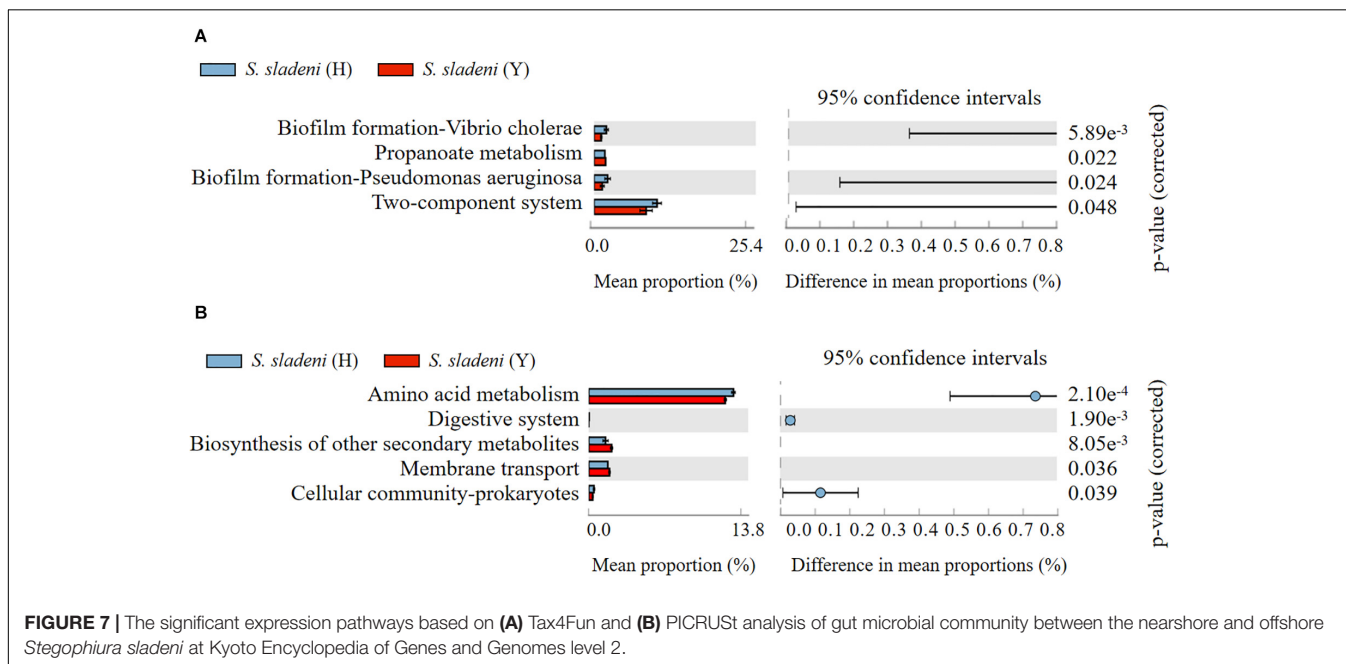 A
S. sladeni (H) S. sladeni (Y)
95% confidence intervals
Biofilm formation-Vibrio cholerae 5.89e-3
Propanoate metabolism 0.022
Biofilm formation-Pseudomonas aeruginosa 0.024
Two-component system 0.048
p-value (corrected)
0.0 25.4 0.0 0.1 0.2 0.3 0.4 0.5 0.6 0.7 0.8
Mean proportion (%) Difference in mean proportions (%)
B
S. sladeni (H) S. sladeni (Y)
95% confidence intervals
Amino acid metabolism 2.10e-4
Digestive system 1.90e-3
Biosynthesis of other secondary metabolites 8.05e-3
Membrane transport 0.036
Cellular community-prokaryotes 0.039
p-value (corrected)
0.0 13.8 0.0 0.1 0.2 0.3 0.4 0.5 0.6 0.7 0.8
Mean proportion (%) Difference in mean proportions (%)
FIGURE 7 | The significant expression pathways based on (A) Tax4Fun and (B) PICRUSt analysis of gut microbial community between the nearshore and offshore
Stegophiura sladeni at Kyoto Encyclopedia of Genes and Genomes level 2.